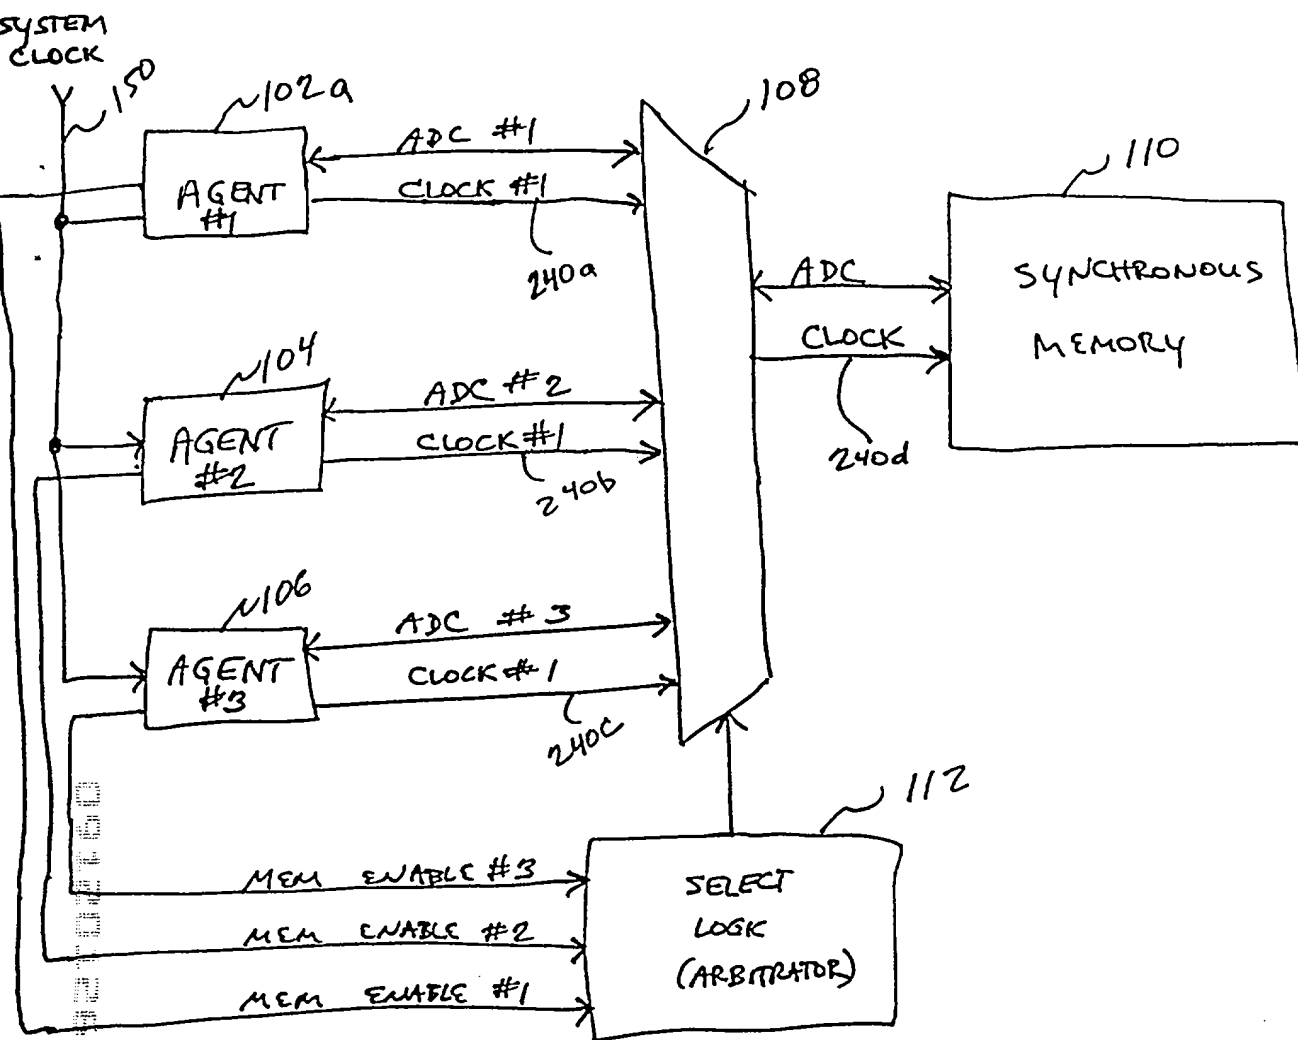 SYSTEM
CLOCK
150
102a
AGENT
#1
ADC #1
CLOCK #1
240a
108
110
SYNCHRONOUS
MEMORY
ADC
CLOCK
240d
104
AGENT
#2
ADC #2
CLOCK #1
240b
106
AGENT
#3
ADC #3
CLOCK #1
240c
112
SELECT
LOGIK
(ARBITRATOR)
MEM ENABLE #3
MEM ENABLE #2
MEM ENABLE #1